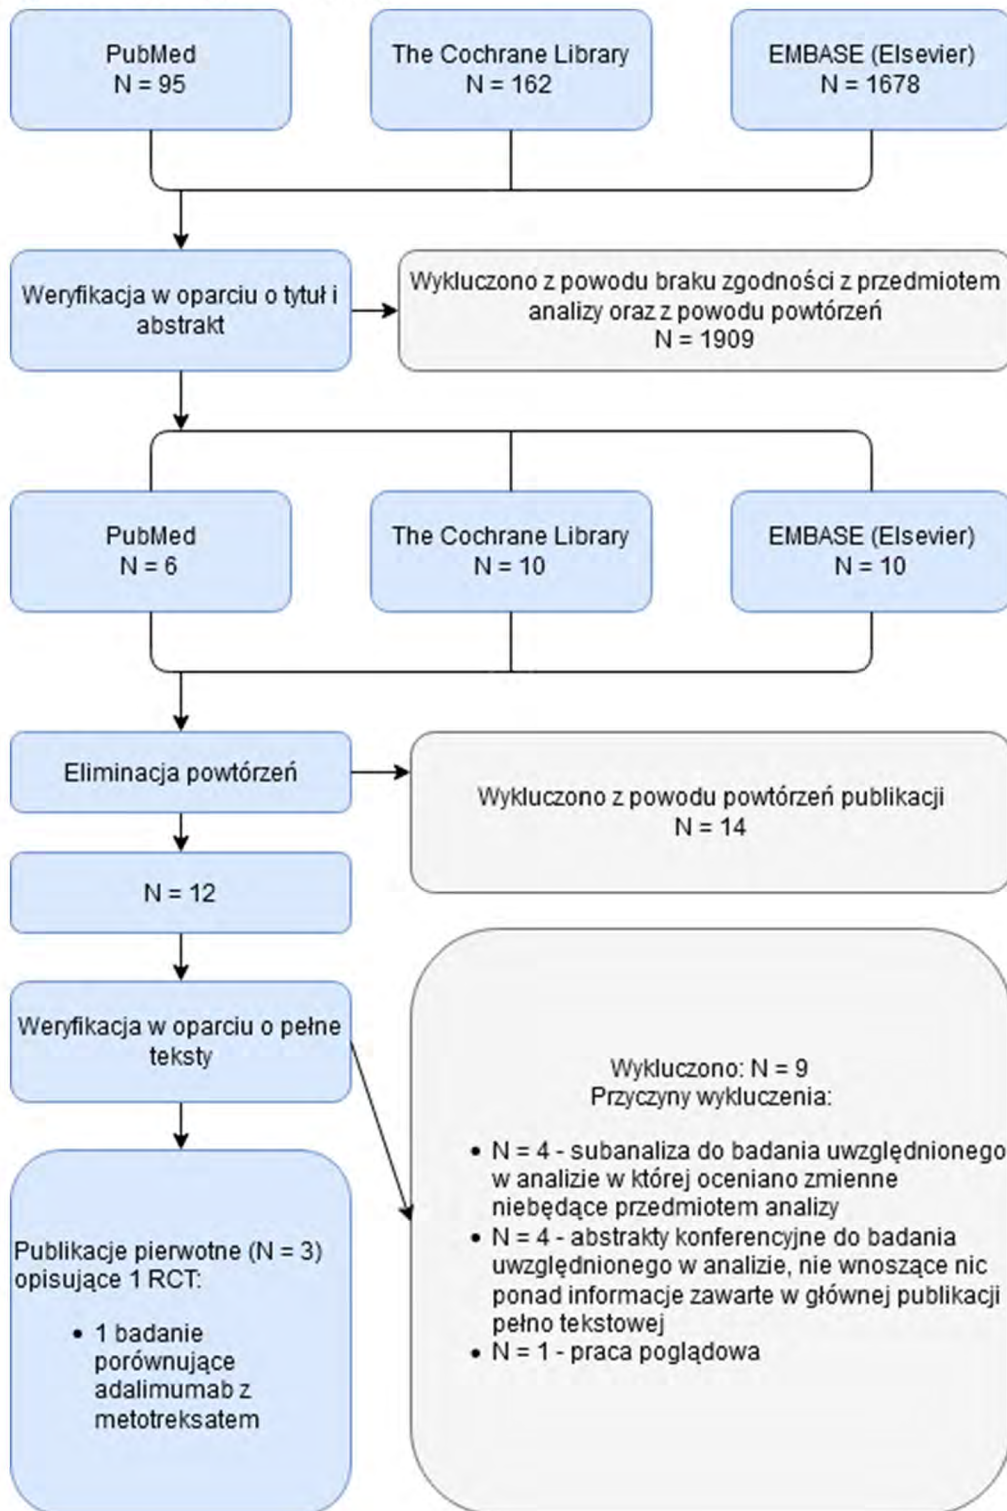 PubMed
N = 95
The Cochrane Library
N = 162
EMBASE (Elsevier)
N = 1678
Weryfikacja w oparciu o tytuł i
abstrakt
Wykluczono z powodu braku zgodności z przedmiotem
analizy oraz z powodu powtórzeń
N = 1909
PubMed
N = 6
The Cochrane Library
N = 10
EMBASE (Elsevier)
N = 10
Eliminacja powtórzeń
Wykluczono z powodu powtórzeń publikacji
N = 14
N = 12
Weryfikacja w oparciu o pełne
teksty
Wykluczono: N = 9
Przyczyny wykluczenia:
• N = 4 - subanaliza do badania uwzględnionego
w analizie w której oceniano zmienne
niebędące przedmiotem analizy
• N = 4 - abstrakty konferencyjne do badania
uwzględnionego w analizie, nie wnoszące nic
ponad informacje zawarte w głównej publikacji
pełno tekstowej
• N = 1 - praca poglądowa
Publikacje pierwotne (N = 3)
opisujące 1 RCT:
• 1 badanie
porównujące
adalimumab z
metotreksatem